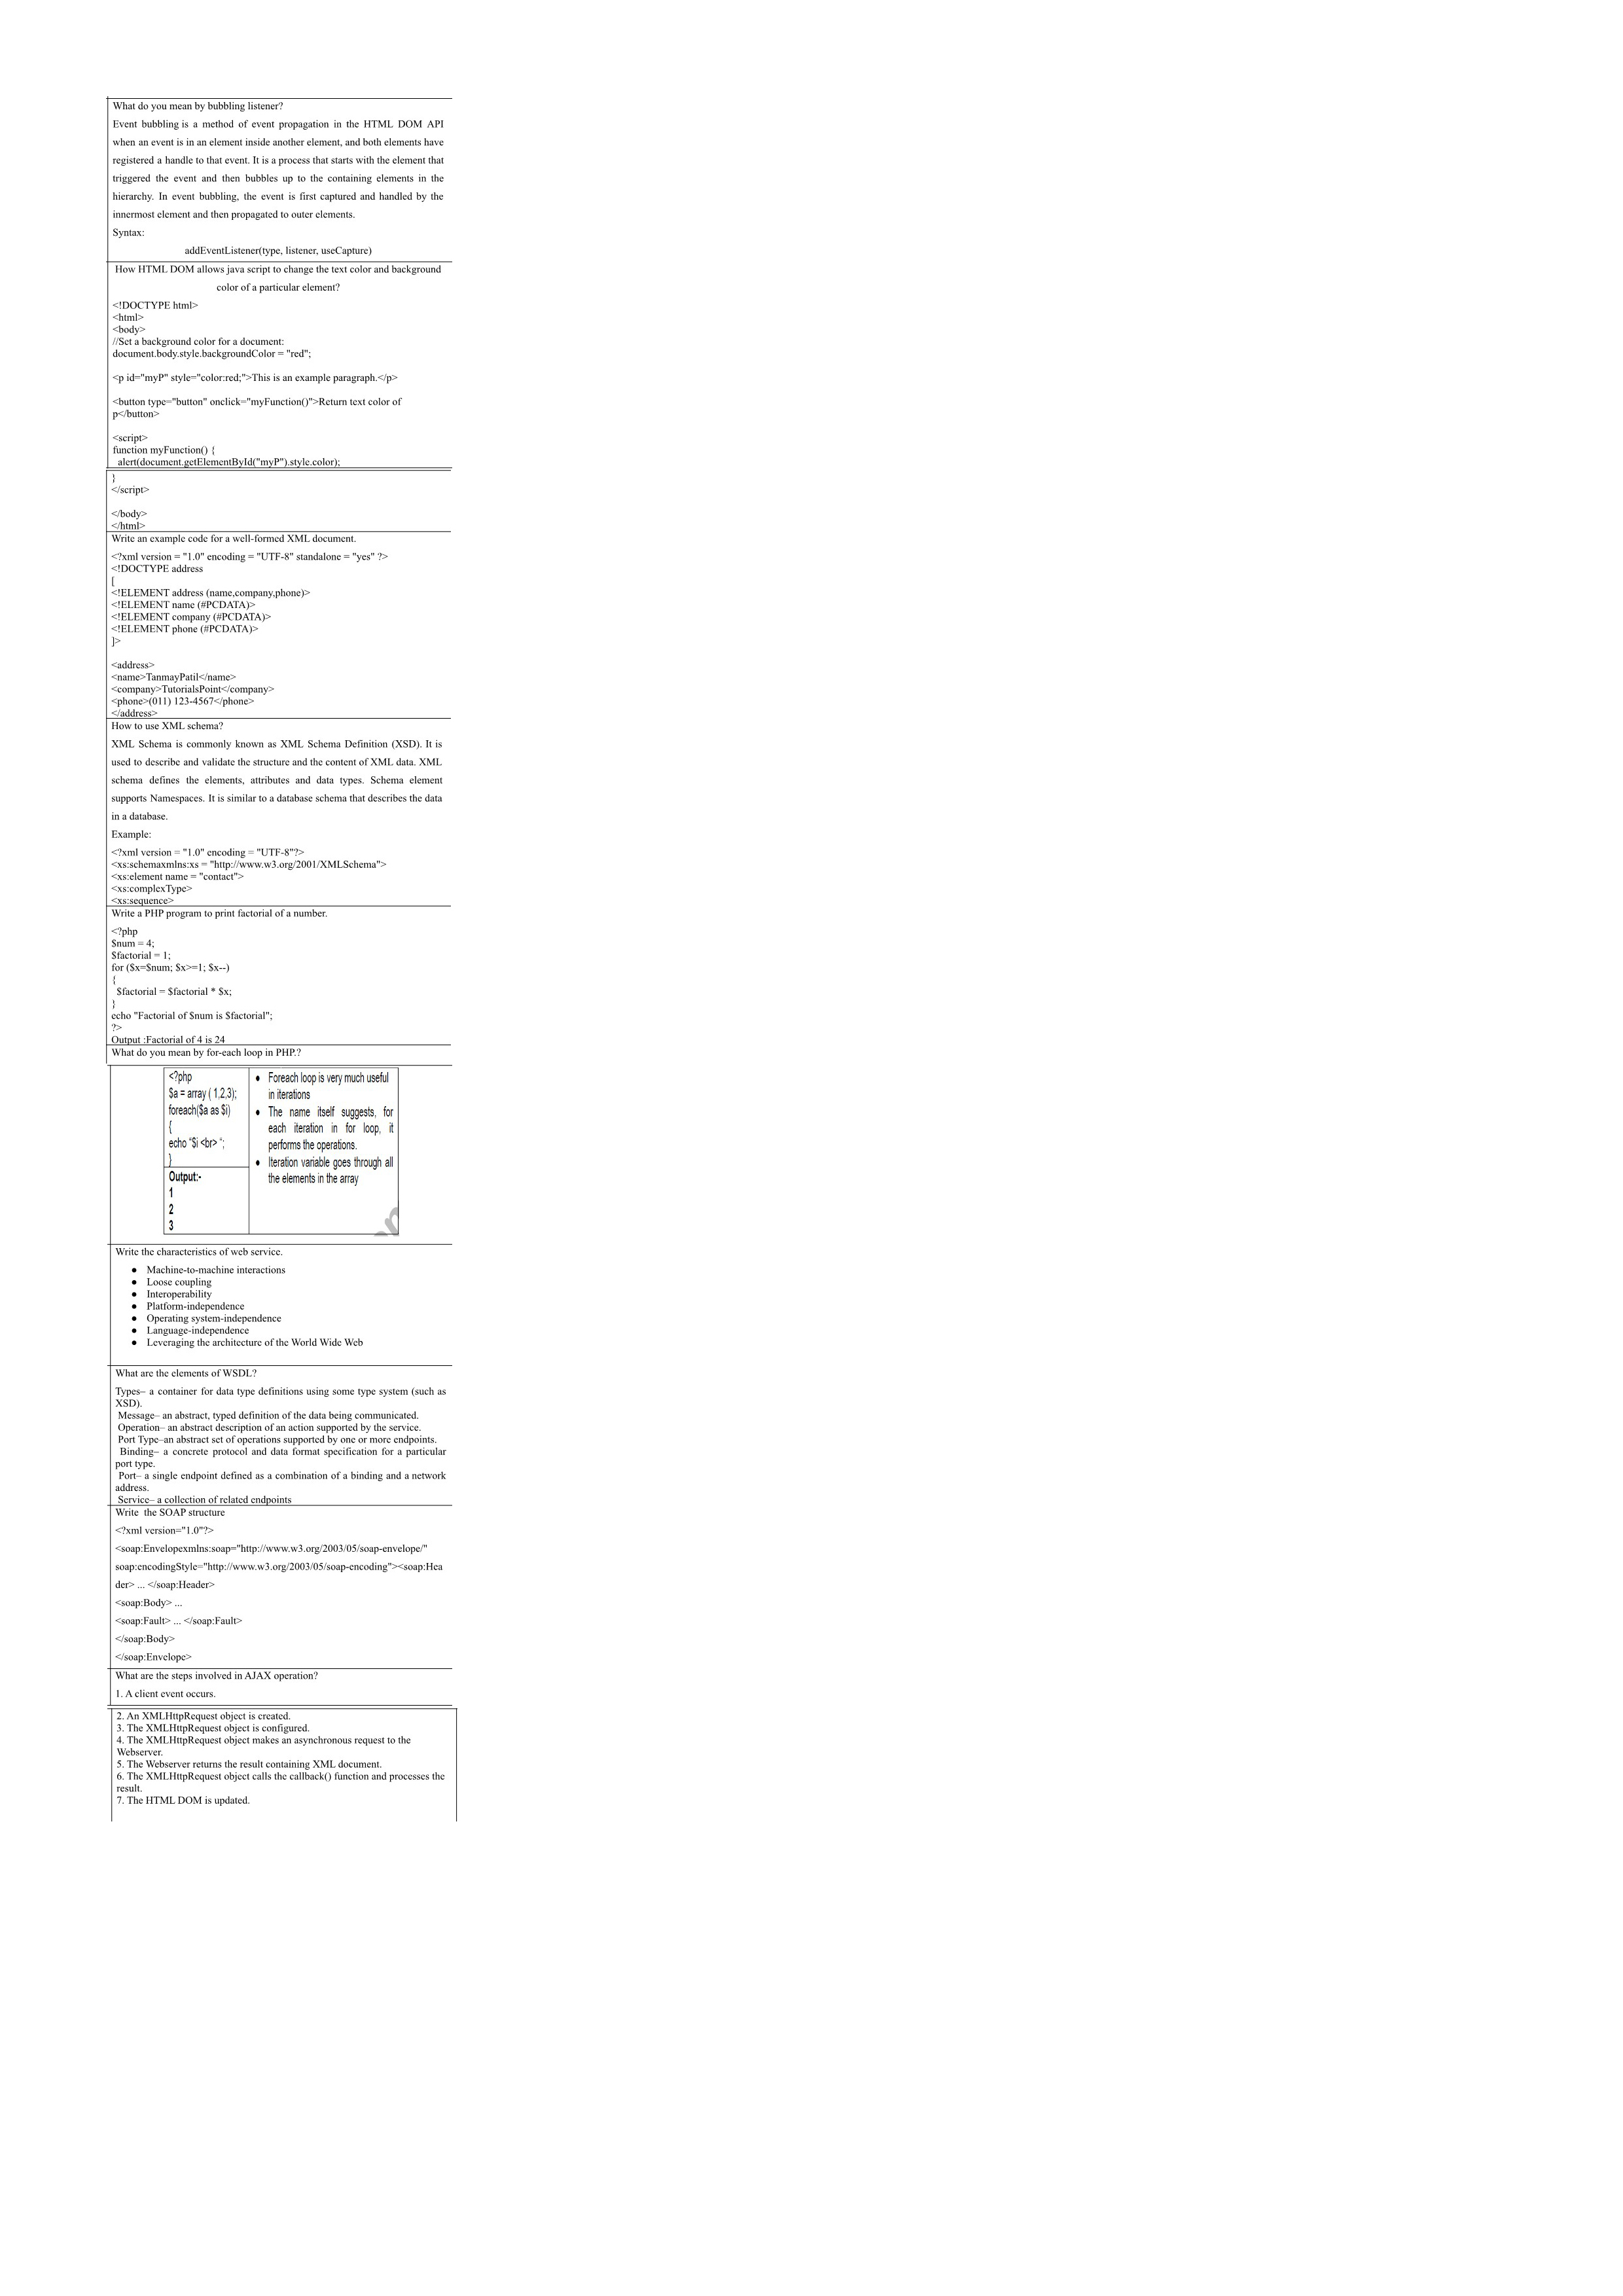 What do you mean by bubbling listener?
Event bubbling is a method of event propagation in the HTML DOM API
when an event is in an element inside another element, and both elements have
registered a handle to that event. It is a process that starts with the element that
triggered the event and then bubbles up to the containing elements in the
hierarchy. In event bubbling, the event is first captured and handled by the
innermost element and then propagated to outer elements.
Syntax:
addEventListener(type, listener, useCapture)
How HTML DOM allows java script to change the text color and background
color of a particular element?
<!DOCTYPE html>
<html>
<body>
//Set a background color for a document:
document.body.style.backgroundColor = "red";
<p id="myP" style="color:red;">This is an example paragraph.</p>
<button type="button" onclick="myFunction()">Return text color of
p</button>
<script>
function myFunction() {
alert(document.getElementById("myP").style.color);
}
</script>
</body>
</html>
Write an example code for a well-formed XML document.
<?xml version = "1.0" encoding = "UTF-8" standalone = "yes" ?>
<!DOCTYPE address
[
<!ELEMENT address (name,company,phone)>
<!ELEMENT name (#PCDATA)>
<!ELEMENT company (#PCDATA)>
<!ELEMENT phone (#PCDATA)>
]>
<address>
<name>TanmayPatil</name>
<company>TutorialsPoint</company>
<phone>(011) 123-4567</phone>
</address>
How to use XML schema?
XML Schema is commonly known as XML Schema Definition (XSD). It is
used to describe and validate the structure and the content of XML data. XML
schema defines the elements, attributes and data types. Schema element
supports Namespaces. It is similar to a database schema that describes the data
in a database.
Example:
<?xml version = "1.0" encoding = "UTF-8"?>
<xs:schemaxmlns:xs = "http://www.w3.org/2001/XMLSchema">
<xs:element name = "contact">
<xs:complexType>
<xs:sequence>
Write a PHP program to print factorial of a number.
<?php
$num = 4;
$factorial = 1;
for ($x=$num; $x>=1; $x--)
{
$factorial = $factorial * $x;
}
echo "Factorial of $num is $factorial";
?>
Output :Factorial of 4 is 24
What do you mean by for-each loop in PHP.?
<?php
$a = array ( 1,2,3);
foreach($a as $i)
{
echo "$i <br> ";
}
Output:-
1
2
3
● Foreach loop is very much useful
in iterations
● The name itself suggests, for
each iteration in for loop, it
performs the operations.
● Iteration variable goes through all
the elements in the array
Write the characteristics of web service.
● Machine-to-machine interactions
● Loose coupling
● Interoperability
● Platform-independence
● Operating system-independence
● Language-independence
● Leveraging the architecture of the World Wide Web
What are the elements of WSDL?
Types– a container for data type definitions using some type system (such as
XSD).
Message– an abstract, typed definition of the data being communicated.
Operation– an abstract description of an action supported by the service.
Port Type–an abstract set of operations supported by one or more endpoints.
Binding– a concrete protocol and data format specification for a particular
port type.
Port– a single endpoint defined as a combination of a binding and a network
address.
Service– a collection of related endpoints
Write the SOAP structure
<?xml version="1.0"?>
<soap:Envelopexmlns:soap="http://www.w3.org/2003/05/soap-envelope/"
soap:encodingStyle="http://www.w3.org/2003/05/soap-encoding"><soap:Hea
der> ... </soap:Header>
<soap:Body> ...
<soap:Fault> ... </soap:Fault>
</soap:Body>
</soap:Envelope>
What are the steps involved in AJAX operation?
1. A client event occurs.
2. An XMLHttpRequest object is created.
3. The XMLHttpRequest object is configured.
4. The XMLHttpRequest object makes an asynchronous request to the
Webserver.
5. The Webserver returns the result containing XML document.
6. The XMLHttpRequest object calls the callback() function and processes the
result.
7. The HTML DOM is updated.